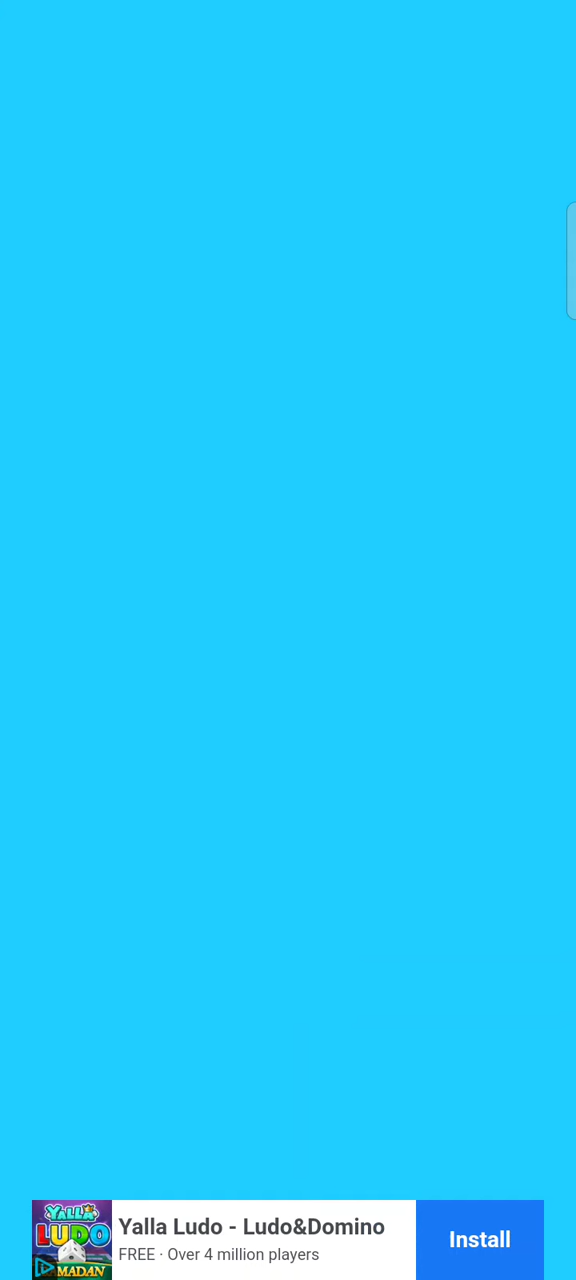 YALLA
LUDO
MADAN
Yalla Ludo - Ludo&Domino
FREE · Over 4 million players
Install